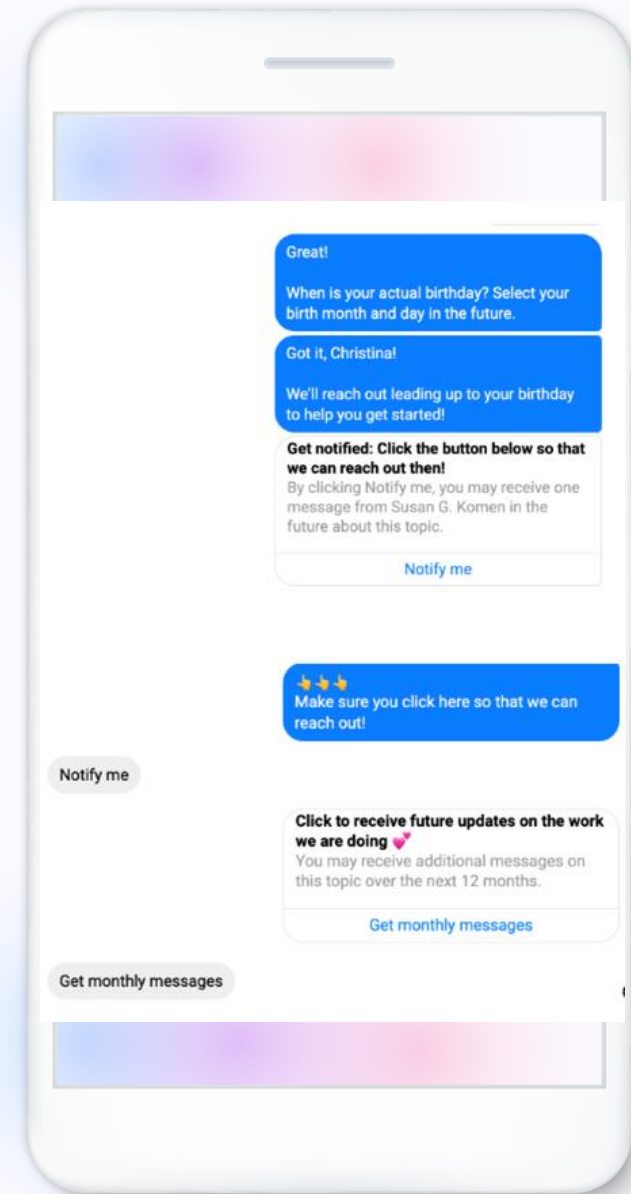 Great!
When is your actual birthday? Select your
birth month and day in the future.
Got it, Christina!
We'll reach out leading up to your birthday
to help you get started!
Get notified: Click the button below so that
we can reach out then!
By clicking Notify me, you may receive one
message from Susan G. Komen in the
future about this topic.
Notify me
👆👆👆
Make sure you click here so that we can
reach out!
Notify me
Click to receive future updates on the work
we are doing 💕
You may receive additional messages on
this topic over the next 12 months.
Get monthly messages
Get monthly messages